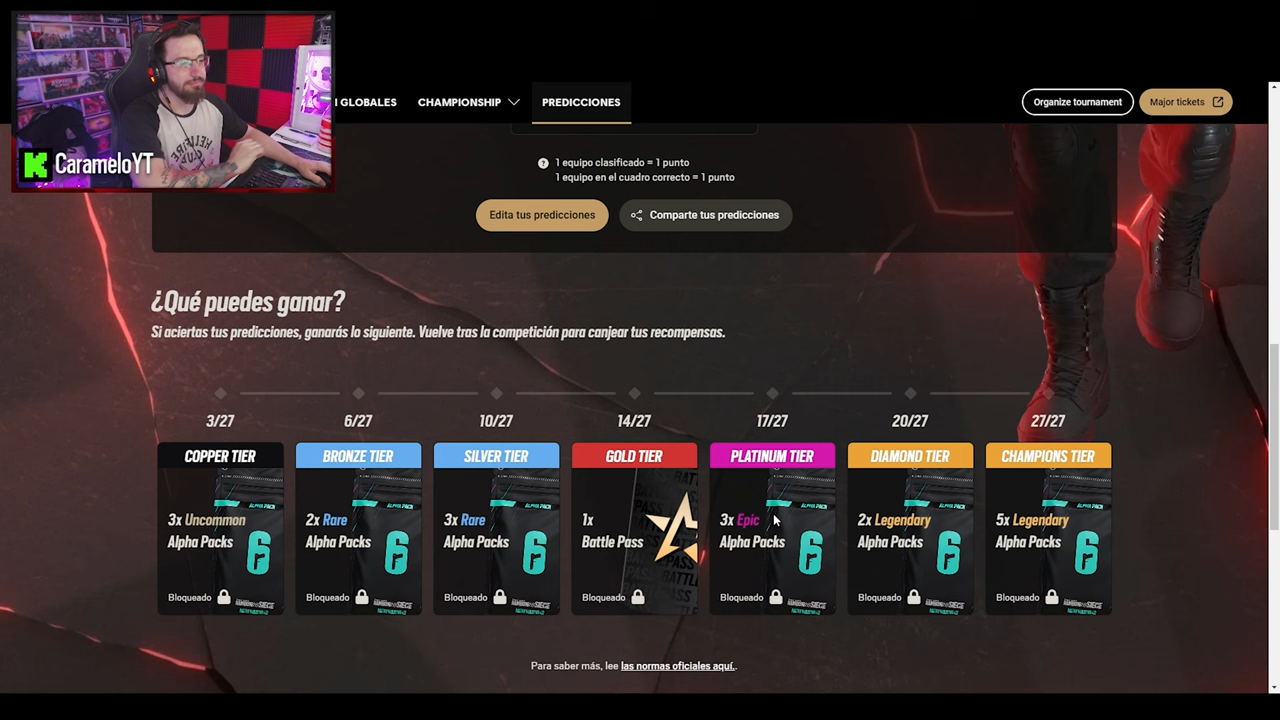 CarameloYT
GLOBALES
CHAMPIONSHIP
PREDICCIONES
Organize tournament
Major tickets
1 equipo clasificado = 1 punto
1 equipo en el cuadro correcto = 1 punto
Edita tus predicciones
Comparte tus predicciones
¿Qué puedes ganar?
Si aciertas tus predicciones, ganarás lo siguiente. Vuelve tras la competición para canjear tus recompensas.
3/27
6/27
10/27
14/27
17/27
20/27
27/27
COPPER TIER
3x Uncommon
Alpha Packs
Bloqueado
BRONZE TIER
2x Rare
Alpha Packs
Bloqueado
SILVER TIER
3x Rare
Alpha Packs
Bloqueado
GOLD TIER
1x
Battle Pass
Bloqueado
PLATINUM TIER
3x Epic
Alpha Packs
Bloqueado
DIAMOND TIER
2x Legendary
Alpha Packs
Bloqueado
CHAMPIONS TIER
5x Legendary
Alpha Packs
Bloqueado
Para saber más, lee las normas oficiales aquí..